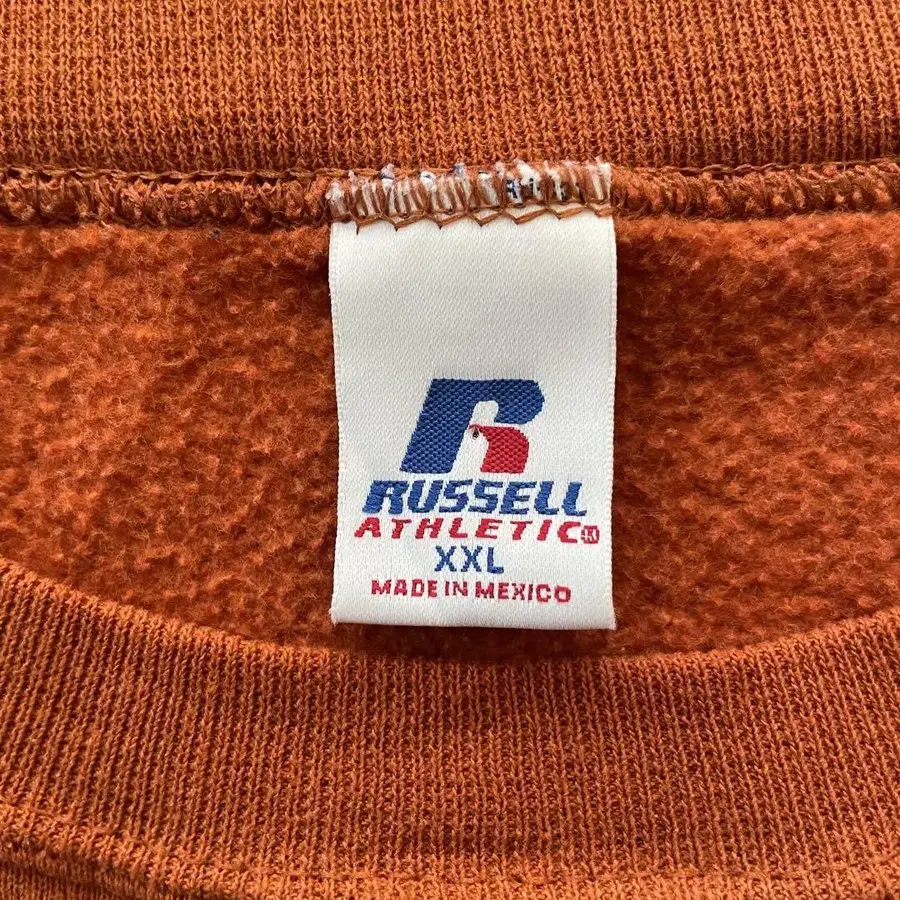 R
RUSSELL
ATHLETIC®
XXL
MADE IN MEXICO